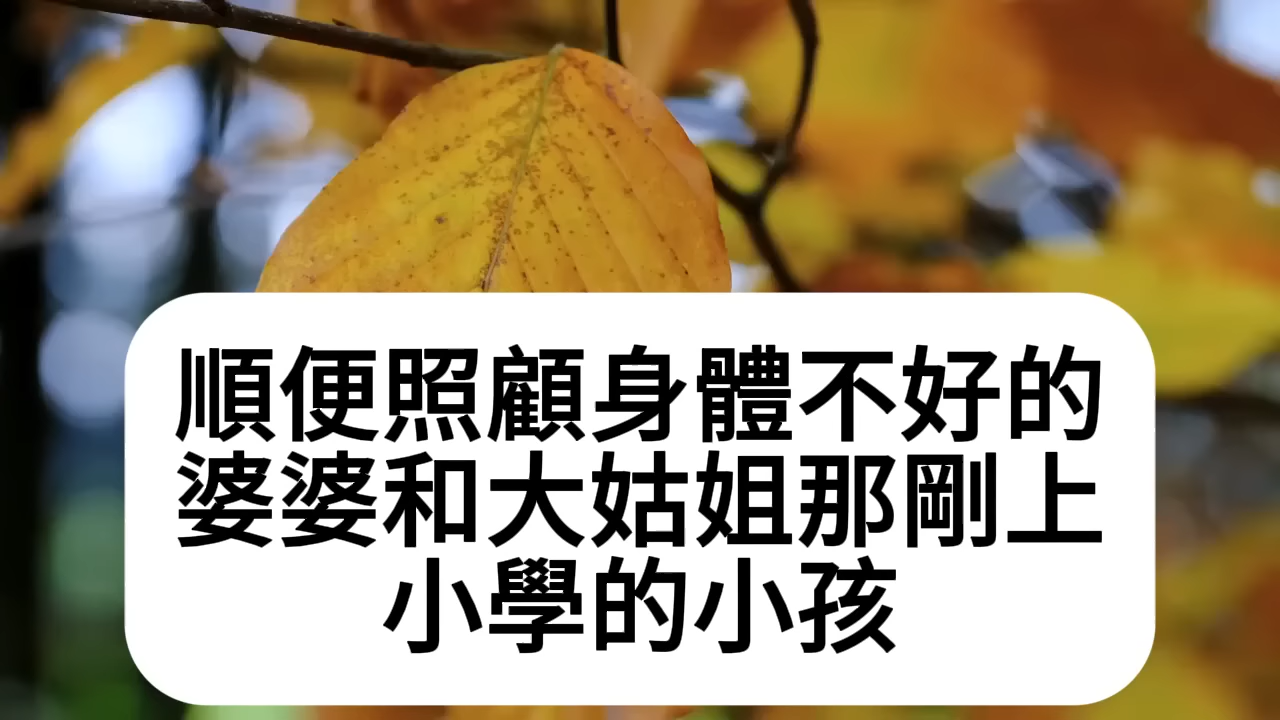 順便照顧身體不好的
婆婆和大姑姐那剛上
小學的小孩